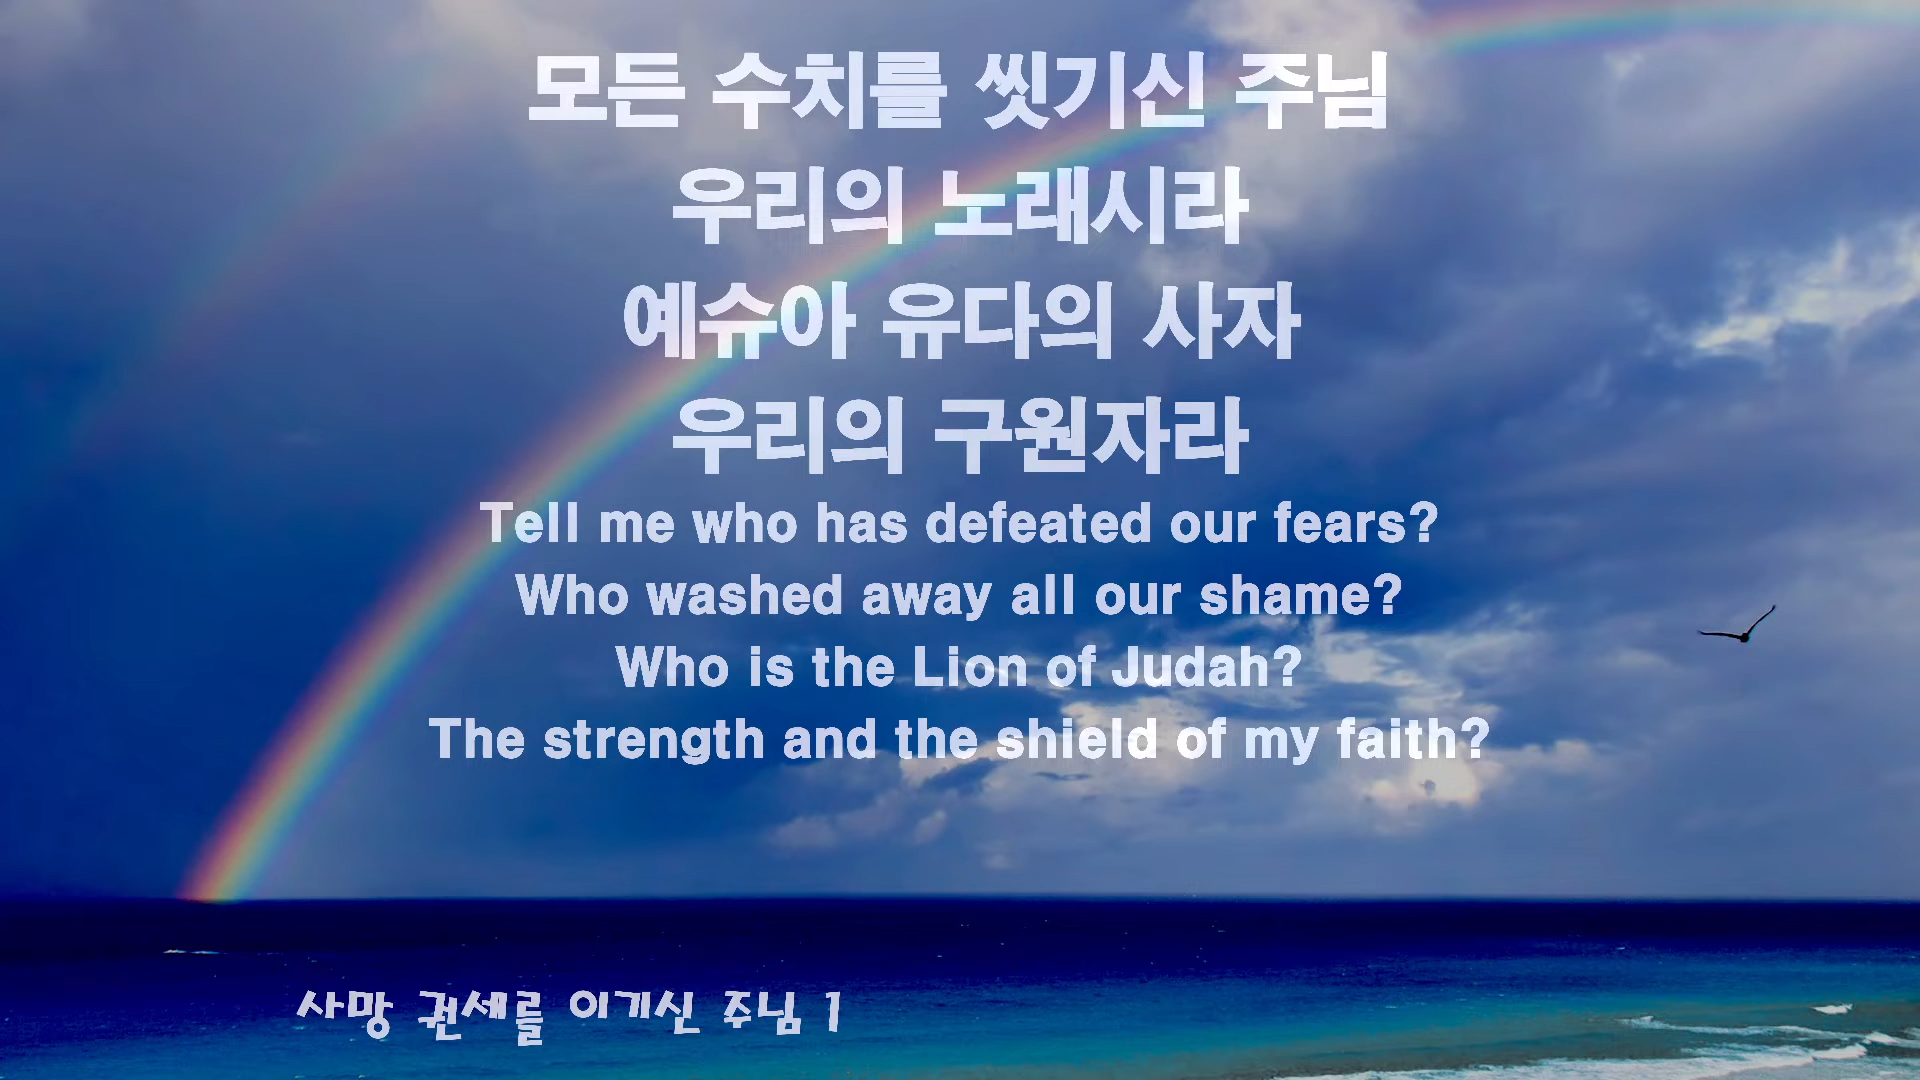 모든 수치를 씻기신 주님
우리의 노래시라
예슈아 유다의 사자
우리의 구원자라
Tell me who has defeated our fears?
Who washed away all our shame?
Who is the Lion of Judah?
The strength and the shield of my faith?
사망 권세를 이기신 주님 1